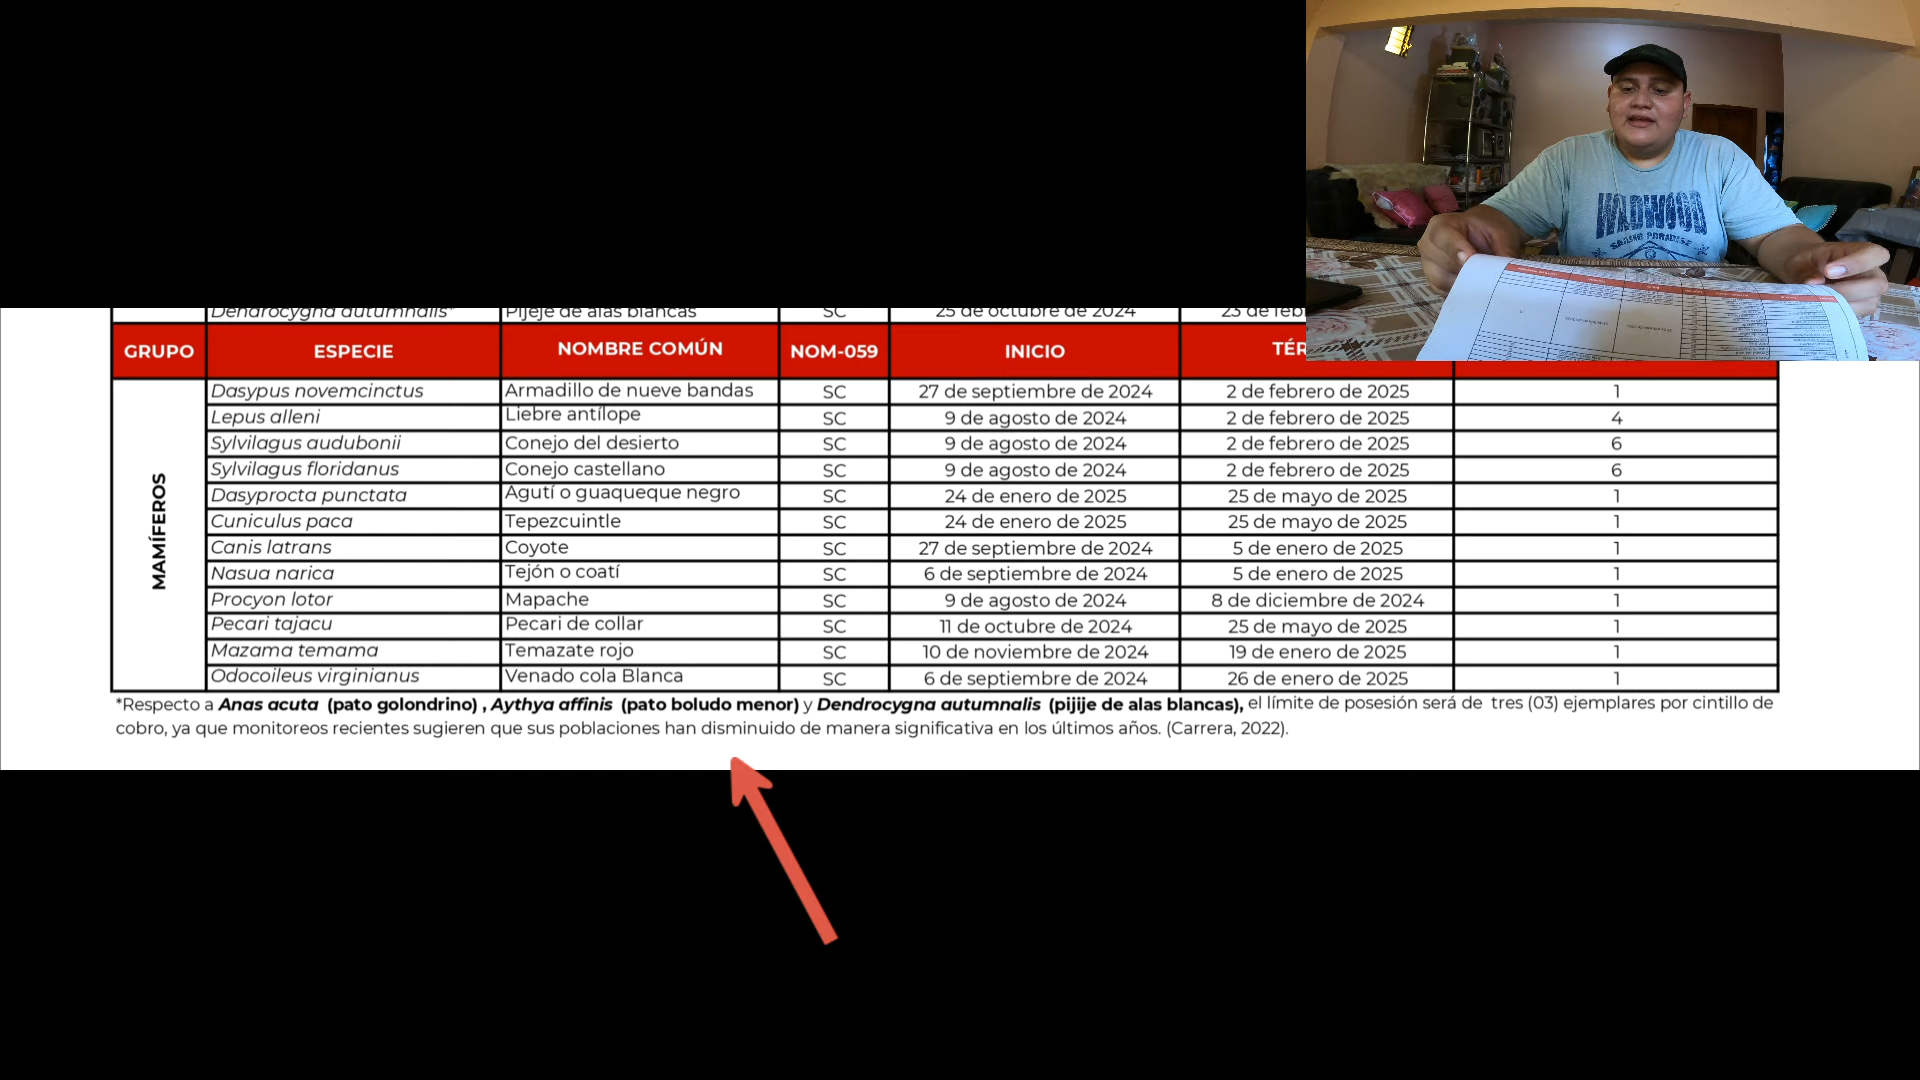 Dendrocygna autumnalis* Pijije de alas blancas SC 25 de octubre de 2024
GRUPO ESPECIE NOMBRE COMÚN NOM-059 INICIO
MAMÍFEROS
Dasypus novemcinctus Armadillo de nueve bandas SC 27 de septiembre de 2024 2 de febrero de 2025 1
Lepus alleni Liebre antílope SC 9 de agosto de 2024 2 de febrero de 2025 4
Sylvilagus audubonii Conejo del desierto SC 9 de agosto de 2024 2 de febrero de 2025 6
Sylvilagus floridanus Conejo castellano SC 9 de agosto de 2024 2 de febrero de 2025 6
Dasyprocta punctata Agutí o guaqueque negro SC 24 de enero de 2025 25 de mayo de 2025 1
Cuniculus paca Tepezcuintle SC 24 de enero de 2025 25 de mayo de 2025 1
Canis latrans Coyote SC 27 de septiembre de 2024 5 de enero de 2025 1
Nasua narica Tejón o coatí SC 6 de septiembre de 2024 5 de enero de 2025 1
Procyon lotor Mapache SC 9 de agosto de 2024 8 de diciembre de 2024 1
Pecari tajacu Pecari de collar SC 11 de octubre de 2024 25 de mayo de 2025 1
Mazama temama Temazate rojo SC 10 de noviembre de 2024 19 de enero de 2025 1
Odocoileus virginianus Venado cola Blanca SC 6 de septiembre de 2024 26 de enero de 2025 1
*Respecto a Anas acuta (pato golondrino) , Aythya affinis (pato boludo menor) y Dendrocygna autumnalis (pijije de alas blancas), el límite de posesión será de tres (03) ejemplares por cintillo de
cobro, ya que monitoreos recientes sugieren que sus poblaciones han disminuido de manera significativa en los últimos años. (Carrera, 2022).
WILDWOOD